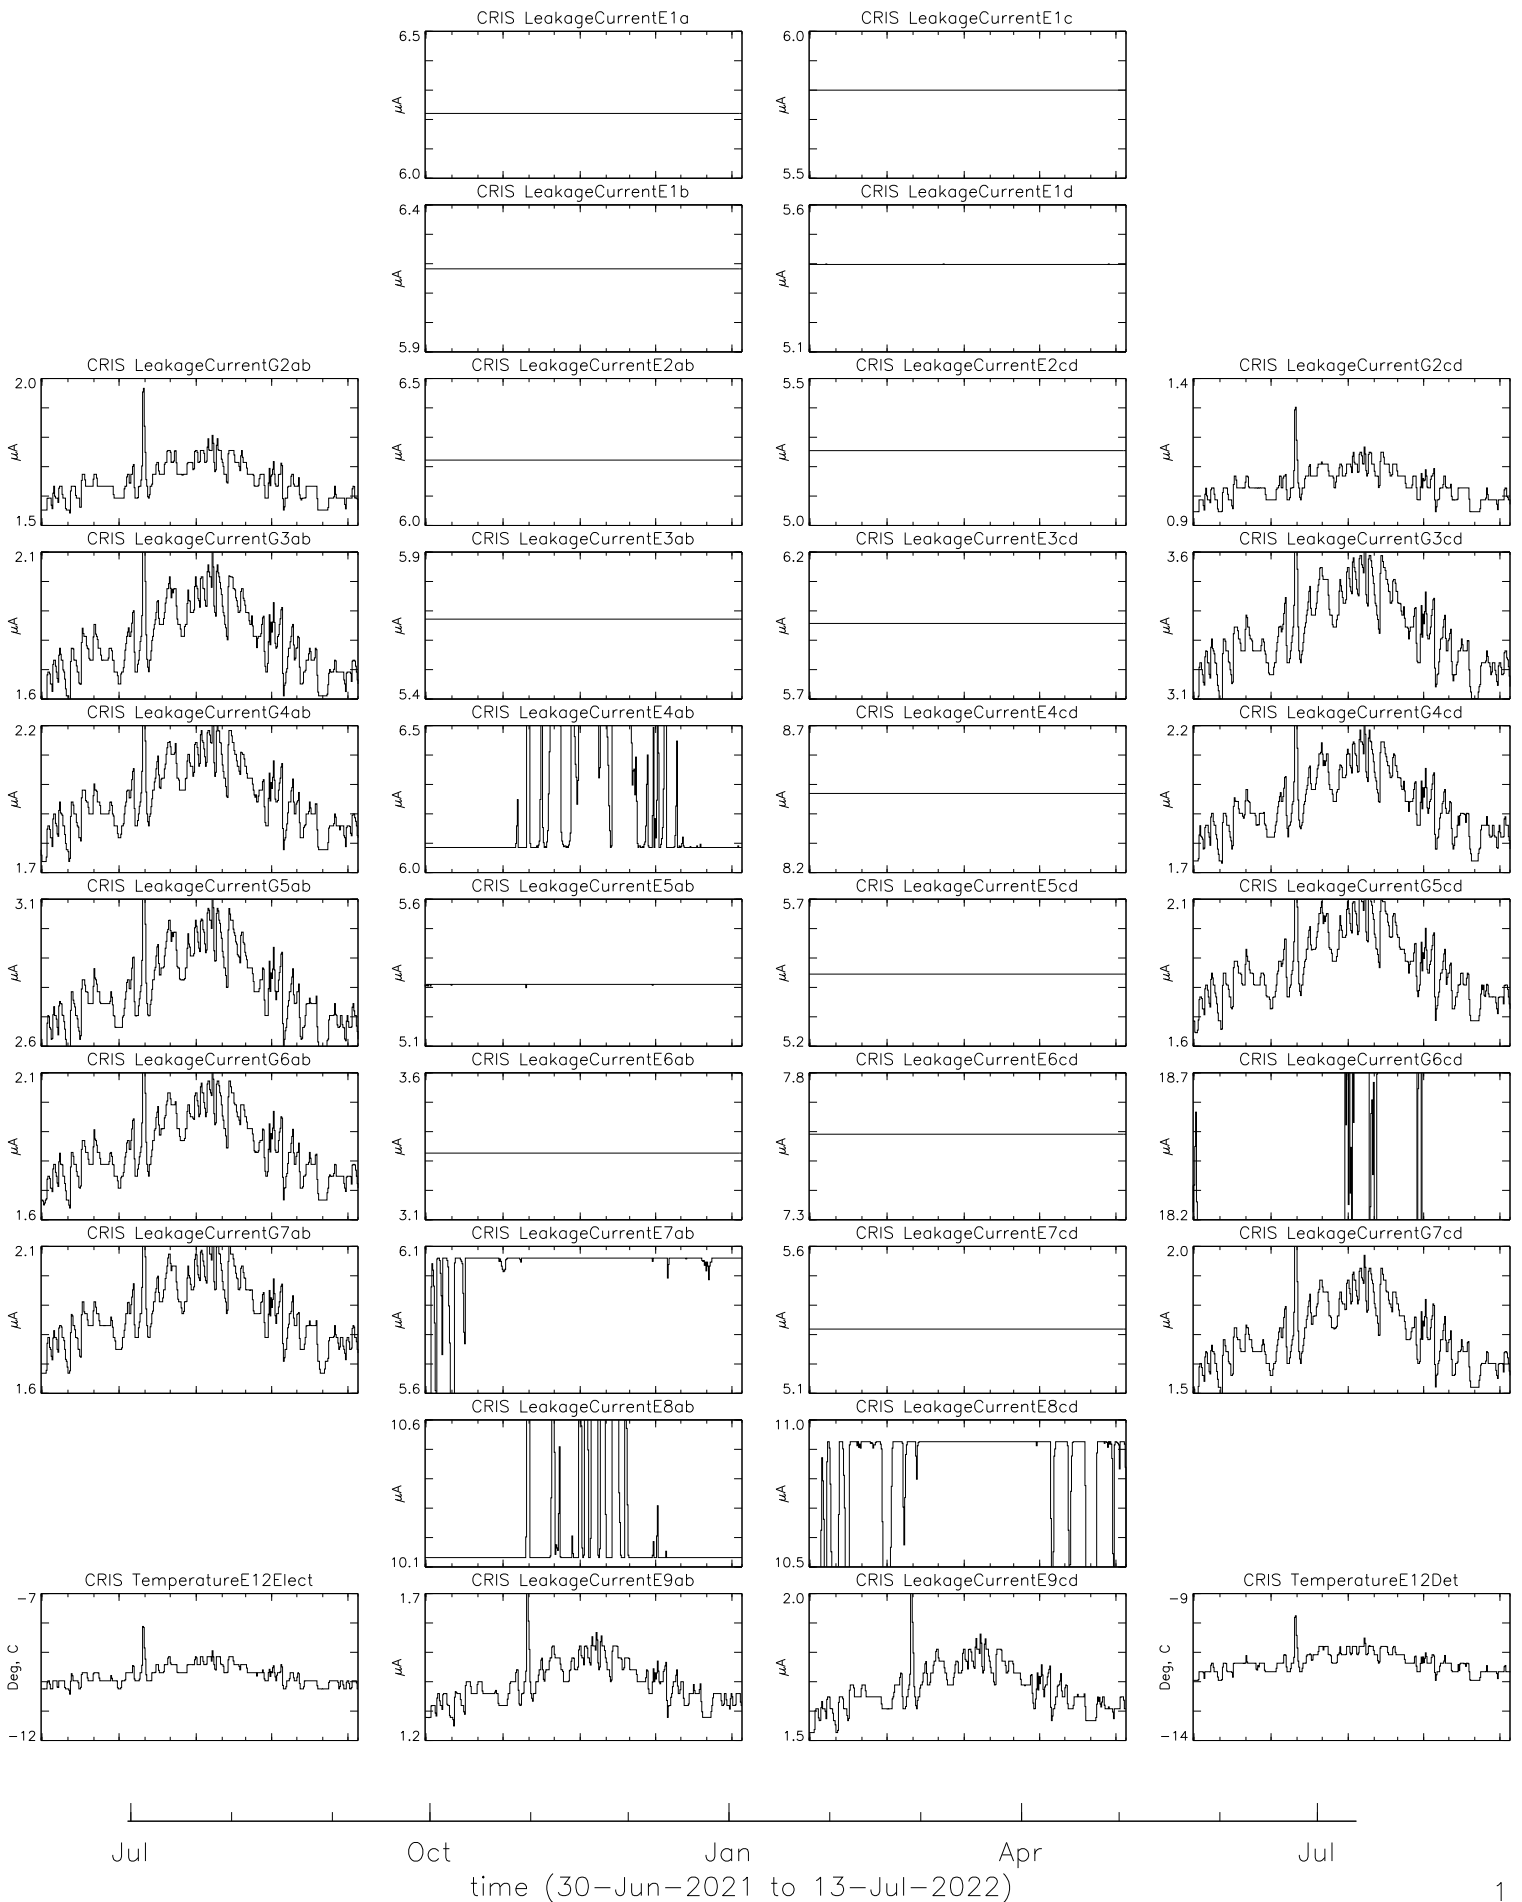 CRIS LeakageCurrentE1a
CRIS LeakageCurrentE1c
6.5
μA
6.0
6.0
μA
5.5
CRIS LeakageCurrentE1b
CRIS LeakageCurrentE1d
6.4
μA
5.9
5.6
μA
5.1
CRIS LeakageCurrentG2ab
CRIS LeakageCurrentE2ab
CRIS LeakageCurrentE2cd
CRIS LeakageCurrentG2cd
2.0
μA
1.5
6.5
μA
6.0
5.5
μA
5.0
1.4
μA
0.9
CRIS LeakageCurrentG3ab
CRIS LeakageCurrentE3ab
CRIS LeakageCurrentE3cd
CRIS LeakageCurrentG3cd
2.1
μA
1.6
5.9
μA
5.4
6.2
μA
5.7
3.6
μA
3.1
CRIS LeakageCurrentG4ab
CRIS LeakageCurrentE4ab
CRIS LeakageCurrentE4cd
CRIS LeakageCurrentG4cd
2.2
μA
1.7
6.5
μA
6.0
8.7
μA
8.2
2.2
μA
1.7
CRIS LeakageCurrentG5ab
CRIS LeakageCurrentE5ab
CRIS LeakageCurrentE5cd
CRIS LeakageCurrentG5cd
3.1
μA
2.6
5.6
μA
5.1
5.7
μA
5.2
2.1
μA
1.6
CRIS LeakageCurrentG6ab
CRIS LeakageCurrentE6ab
CRIS LeakageCurrentE6cd
CRIS LeakageCurrentG6cd
2.1
μA
1.6
3.6
μA
3.1
7.8
μA
7.3
18.7
μA
18.2
CRIS LeakageCurrentG7ab
CRIS LeakageCurrentE7ab
CRIS LeakageCurrentE7cd
CRIS LeakageCurrentG7cd
2.1
μA
1.6
6.1
μA
5.6
5.6
μA
5.1
2.0
μA
1.5
CRIS LeakageCurrentE8ab
CRIS LeakageCurrentE8cd
10.6
μA
10.1
11.0
μA
10.5
CRIS TemperatureE12Elect
CRIS LeakageCurrentE9ab
CRIS LeakageCurrentE9cd
CRIS TemperatureE12Det
-7
Deg, C
-12
1.7
μA
1.2
2.0
μA
1.5
-9
Deg, C
-14
Jul Oct Jan Apr Jul
time (30-Jun-2021 to 13-Jul-2022)
1